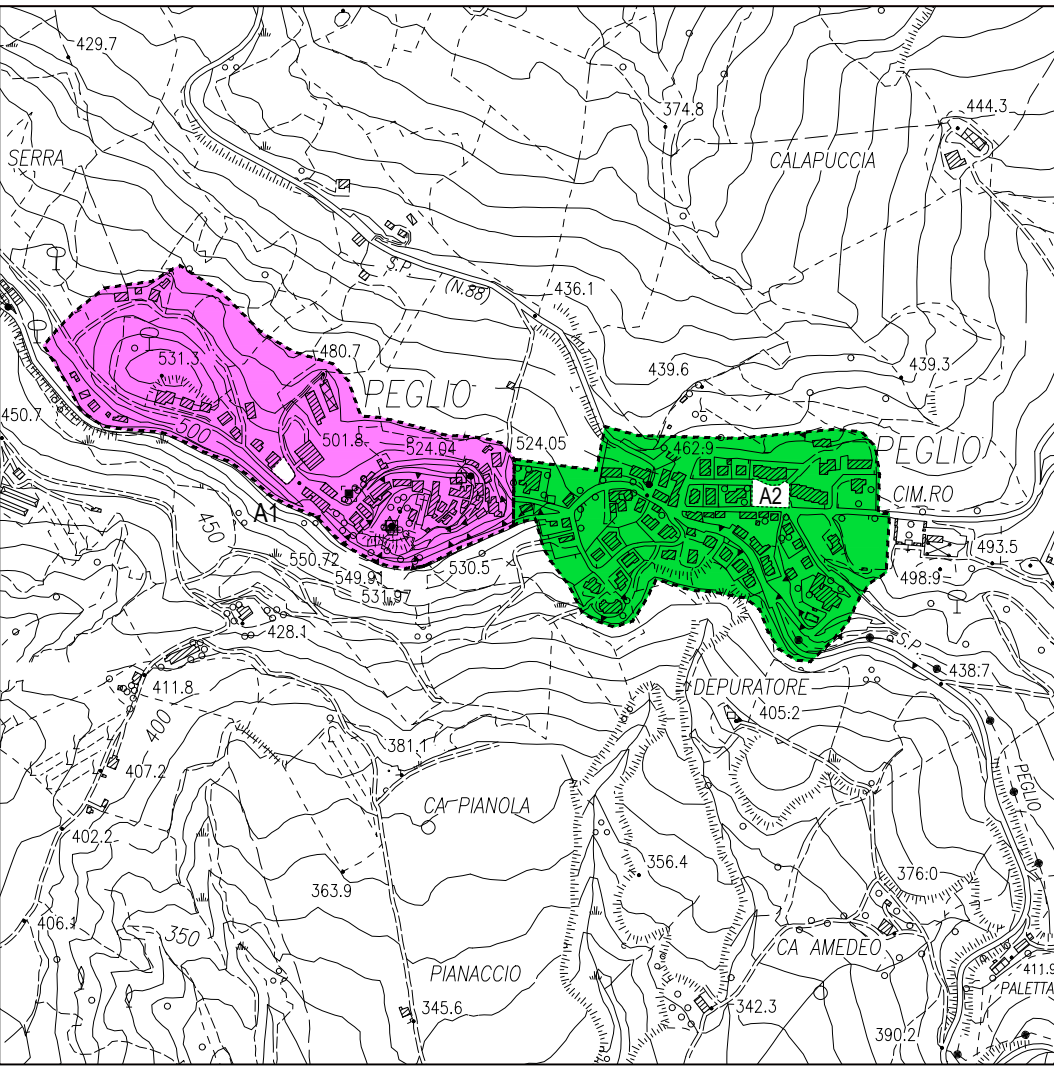 429.7
374.8
444.3
SERRA
CALAPUCCIA
S.P.
(N.88)
436.1
480.7
531.3
439.6
439.3
PEGLIO
450.7
500
501.8
524.04
524.05
462.9
PEGLIO
A2
CIM.RO
A1
450
550.72
549.91
531.97
530.5
493.5
498.9
428.1
S.P.
438.7
411.8
DEPURATORE
405.2
400
381.1
407.2
PEGLIO
CA PIANOLA
402.2
356.4
376.0
363.9
406.1
350
CA AMEDEO
PIANACCIO
411.9
PALETTA
345.6
342.3
390.2